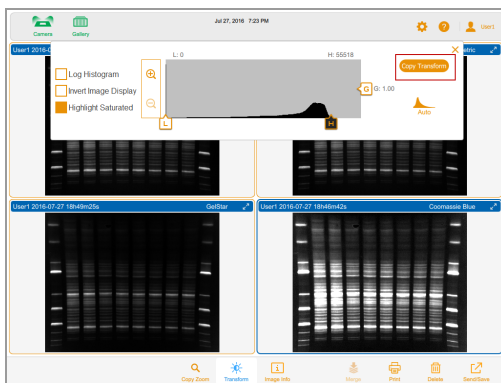 Jul 27, 2016 7:23 PM
Camera
Gallery
User1
User1 2016-0
etric
L: 0
H: 55518
Copy Transform
Log Histogram
Invert Image Display
Highlight Saturated
G
G: 1.00
Auto
L
H
User1 2016-07-27 18h49m25s
GelStar
User1 2016-07-27 18h46m42s
Coomassie Blue
Copy Zoom
Transform
Image Info
Merge
Print
Delete
Send/Save